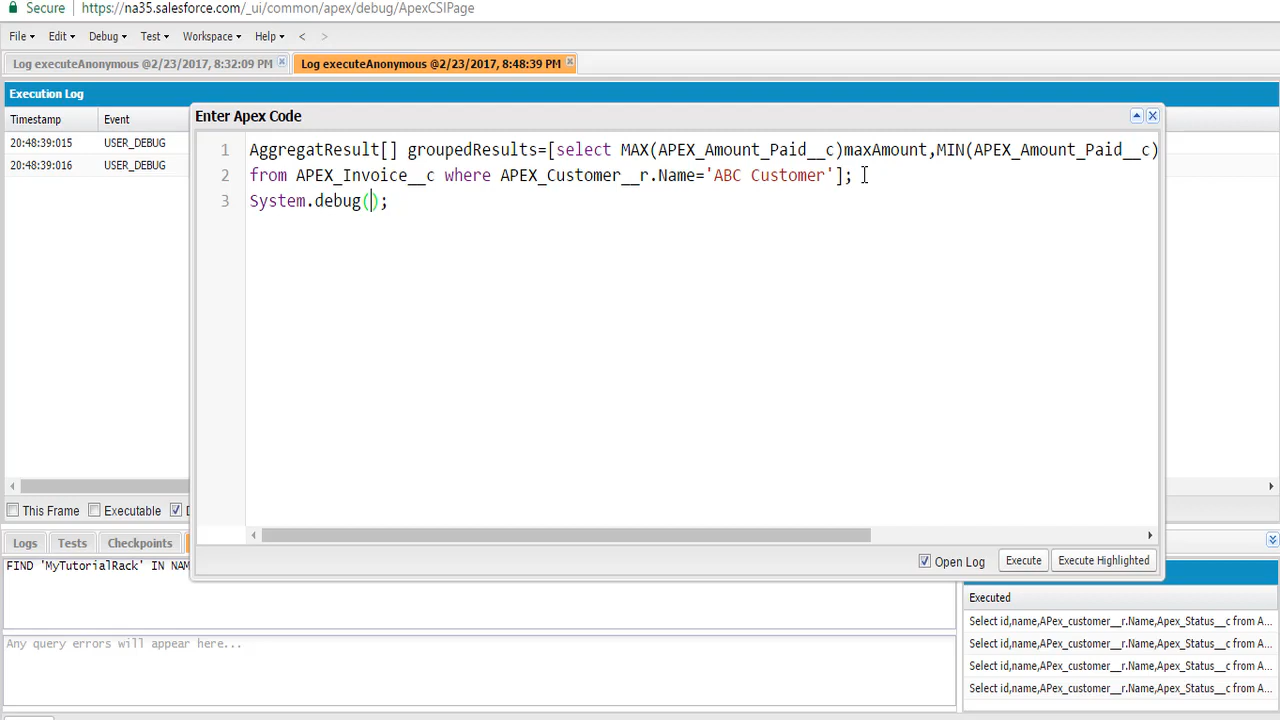 Secure https://na35.salesforce.com/_ui/common/apex/debug/ApexCSIPage
File Edit Debug Test Workspace Help < >
Log executeAnonymous @2/23/2017, 8:32:09 PM Log executeAnonymous @2/23/2017, 8:48:39 PM
Execution Log
Timestamp Event
20:48:39:015 USER_DEBUG
20:48:39:016 USER_DEBUG
Enter Apex Code
1 AggregatResult[] groupedResults=[select MAX(APEX_Amount_Paid__c)maxAmount,MIN(APEX_Amount_Paid__c)
2 from APEX_Invoice__c where APEX_Customer__r.Name='ABC Customer'];
3 System.debug();
Open Log Execute Execute Highlighted
This Frame Executable
Logs Tests Checkpoints
FIND 'MyTutorialRack' IN NAM
Any query errors will appear here...
Executed
Select id,name,APex_customer__r.Name,Apex_Status__c from A...
Select id,name,APex_customer__r.Name,Apex_Status__c from A...
Select id,name,APex_customer__r.Name,Apex_Status__c from A...
Select id,name,APex_customer__r.Name,Apex_Status__c from A...